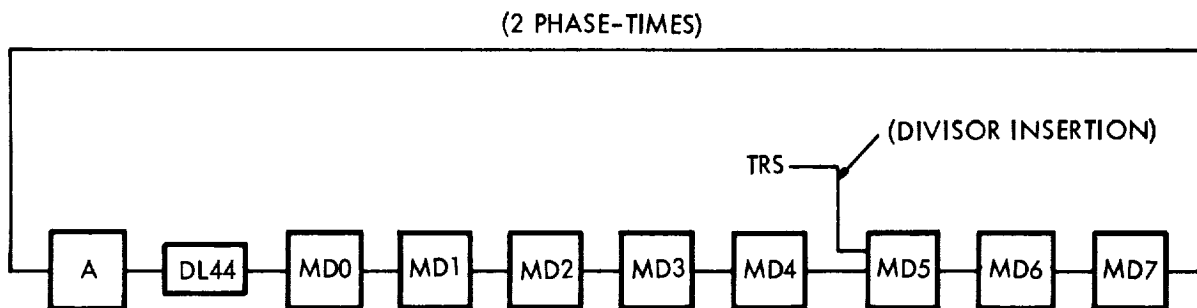 (2 PHASE-TIMES)
(DIVISOR INSERTION)
TRS
A
DL44
MD0
MD1
MD2
MD3
MD4
MD5
MD6
MD7